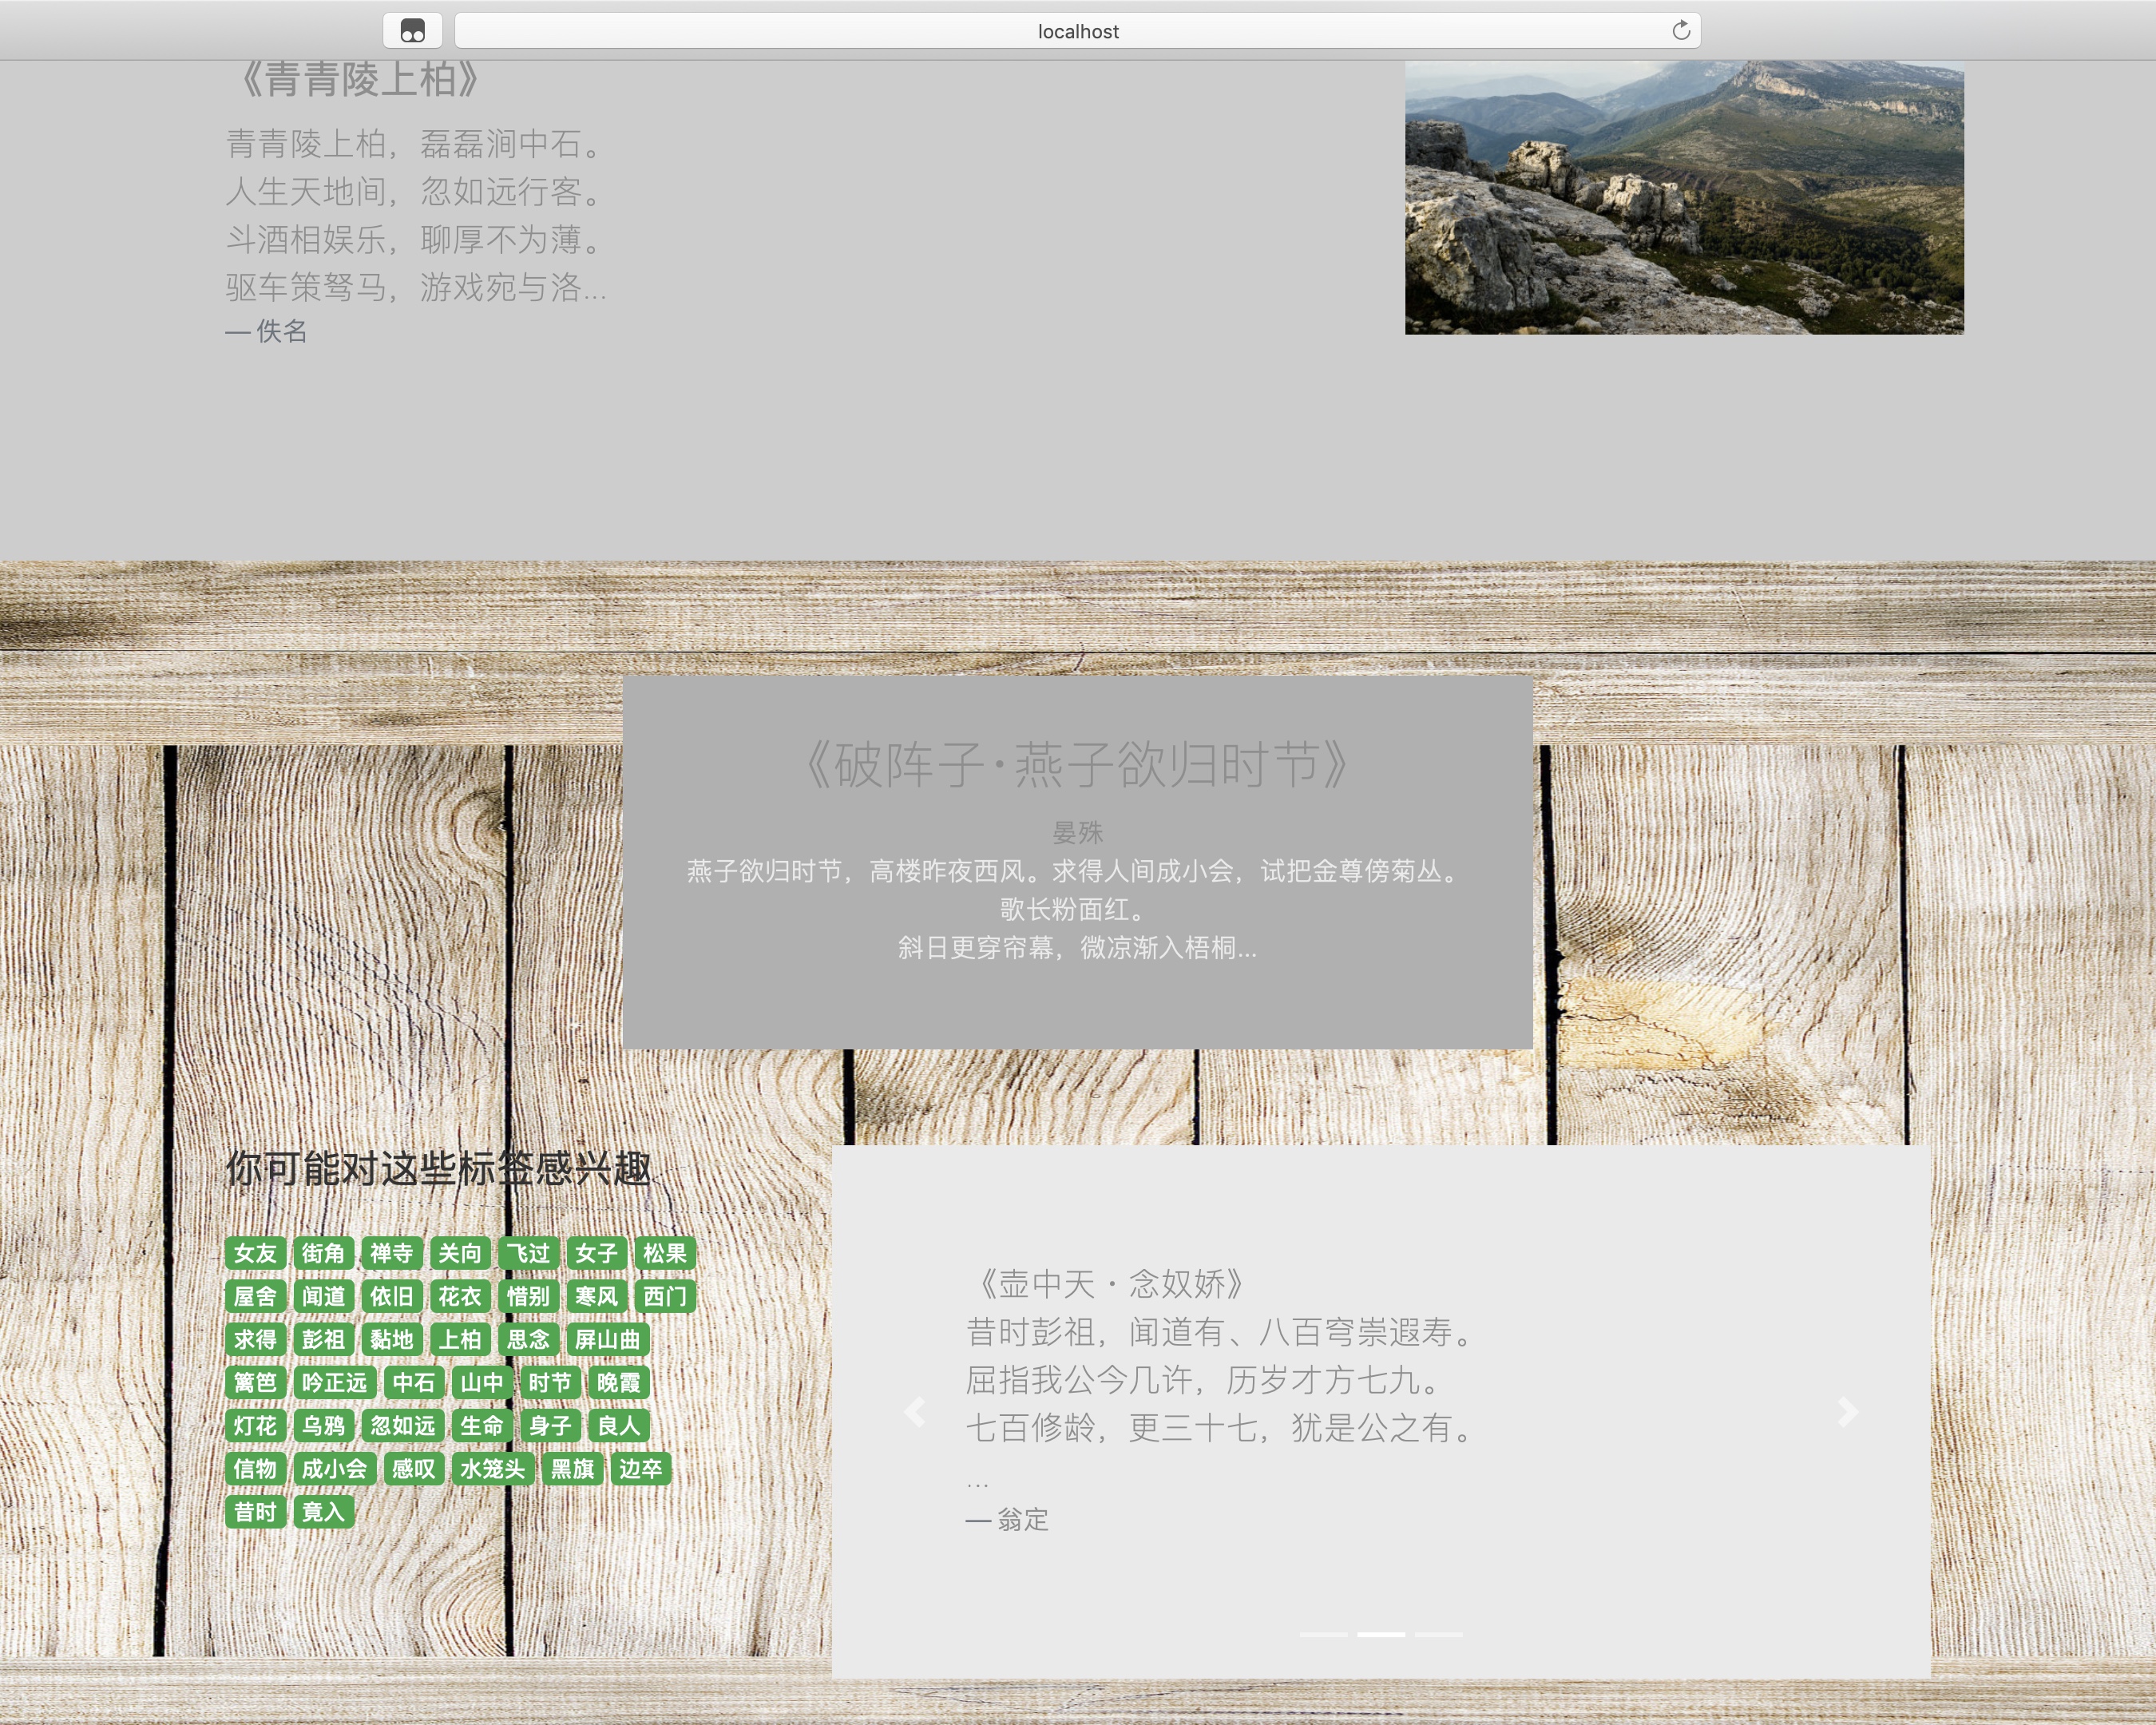 localhost
《青青陵上柏》
青青陵上柏，磊磊涧中石。
人生天地间，忽如远行客。
斗酒相娱乐，聊厚不为薄。
驱车策驽马，游戏宛与洛...
— 佚名
《破阵子·燕子欲归时节》
晏殊
燕子欲归时节，高楼昨夜西风。求得人间成小会，试把金尊傍菊丛。
歌长粉面红。
斜日更穿帘幕，微凉渐入梧桐...
你可能对这些标签感兴趣
女友 街角 禅寺 关向 飞过 女子 松果
屋舍 闻道 依旧 花衣 惜别 寒风 西门
求得 彭祖 黏地 上柏 思念 屏山曲
篱笆 吟正远 中石 山中 时节 晚霞
灯花 乌鸦 忽如远 生命 身子 良人
信物 成小会 感叹 水笼头 黑旗 边卒
昔时 竟入
《壶中天·念奴娇》
昔时彭祖，闻道有、八百穹崇遐寿。
屈指我公今几许，历岁才方七九。
七百修龄，更三十七，犹是公之有。
...
— 翁定